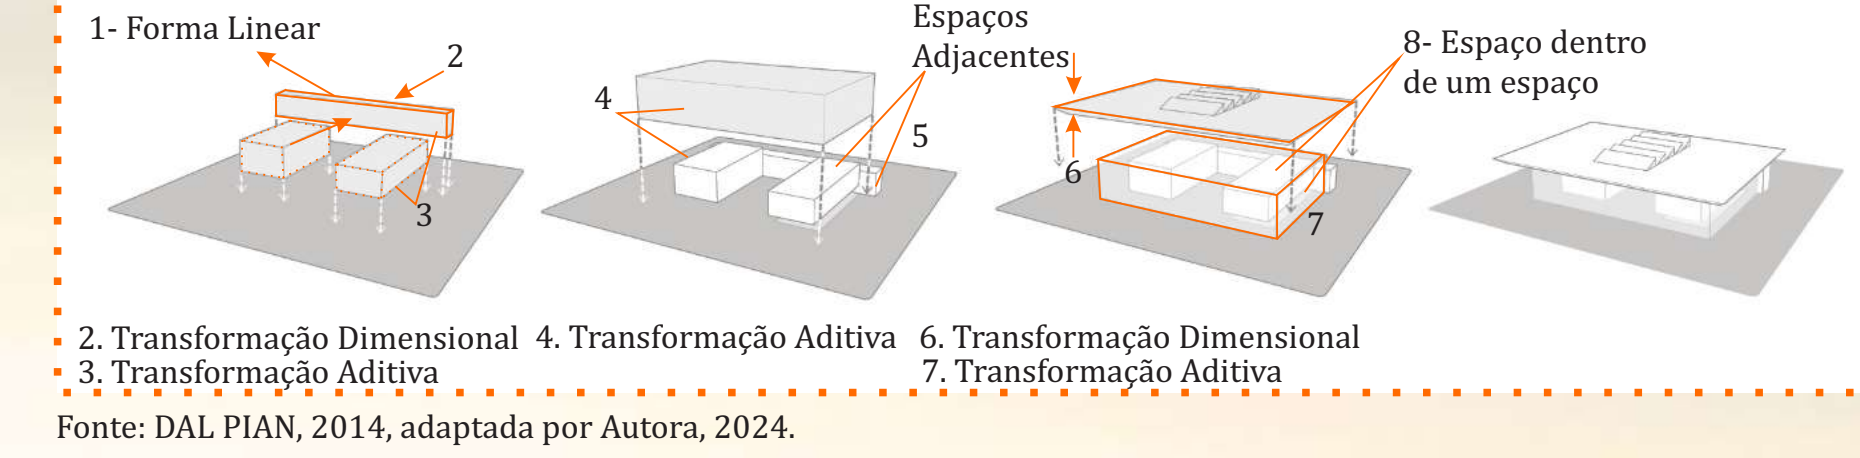 1- Forma Linear
2
3
4
Espaços
Adjacentes
5
6
7
8- Espaço dentro
de um espaço
2. Transformação Dimensional
3. Transformação Aditiva
4. Transformação Aditiva
6. Transformação Dimensional
7. Transformação Aditiva
Fonte: DAL PIAN, 2014, adaptada por Autora, 2024.